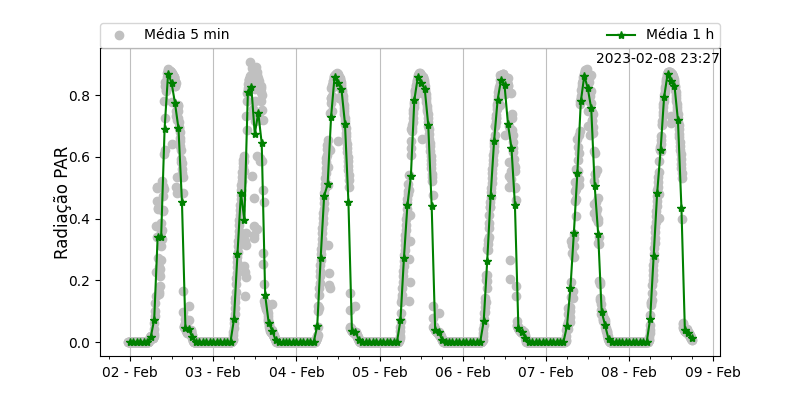 Média 5 min
Média 1 h
2023-02-08 23:27
Radiação PAR
0.8
0.6
0.4
0.2
0.0
02 - Feb
03 - Feb
04 - Feb
05 - Feb
06 - Feb
07 - Feb
08 - Feb
09 - Feb